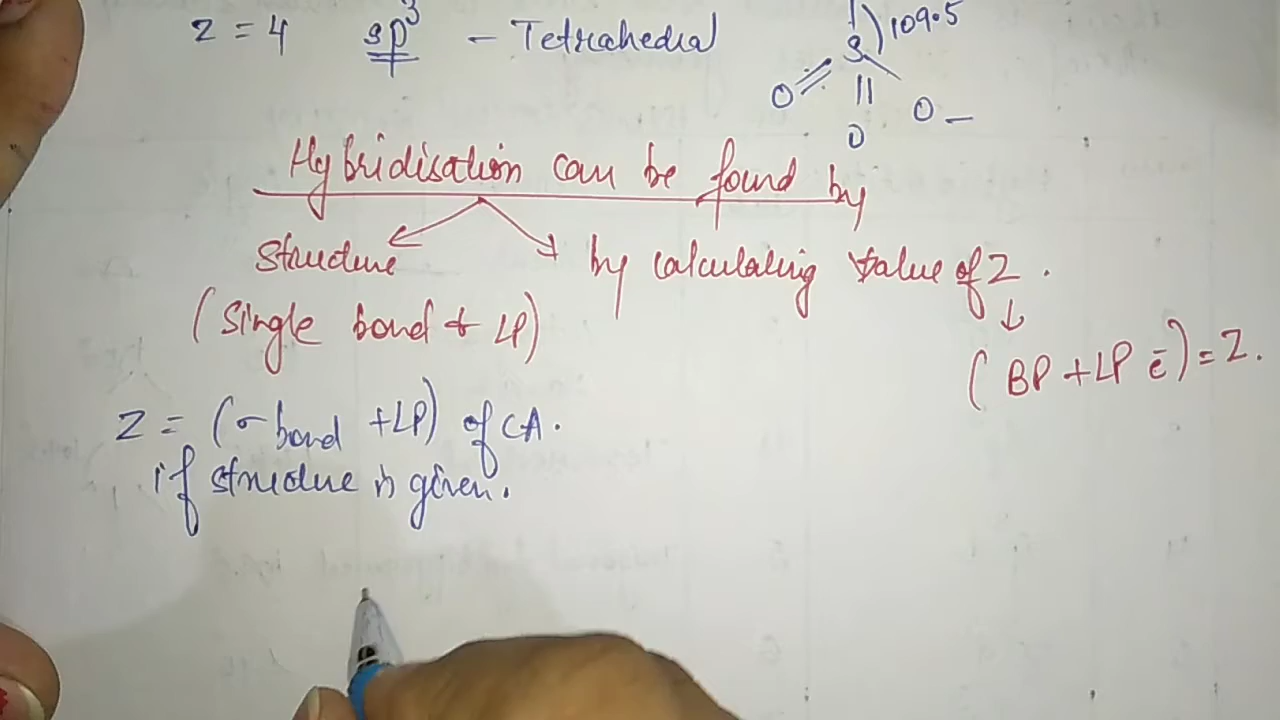 Z = 4 sp³ – Tetrahedral
S 109.5
O O –
O
Hybridisation can be found by
Structure by calculating value of Z .
(Single bond + LP)
(BP + LP ē) = Z.
Z = (σ bond + LP) of CA.
if structure is given.